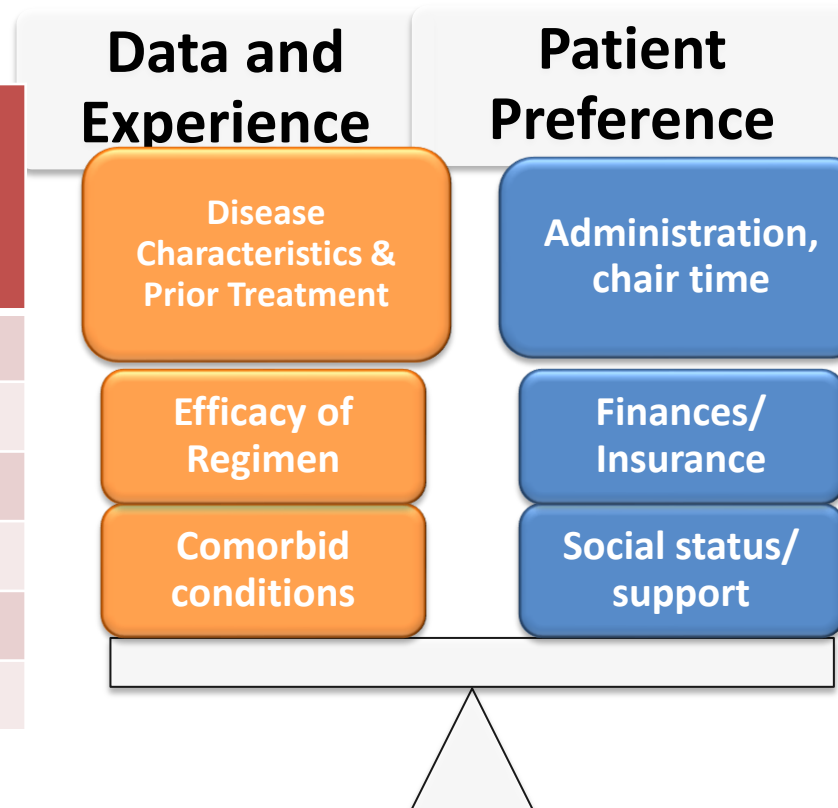 Data and
Experience
Patient
Preference
Disease
Characteristics &
Prior Treatment
Administration,
chair time
Efficacy of
Regimen
Finances/
Insurance
Comorbid
conditions
Social status/
support